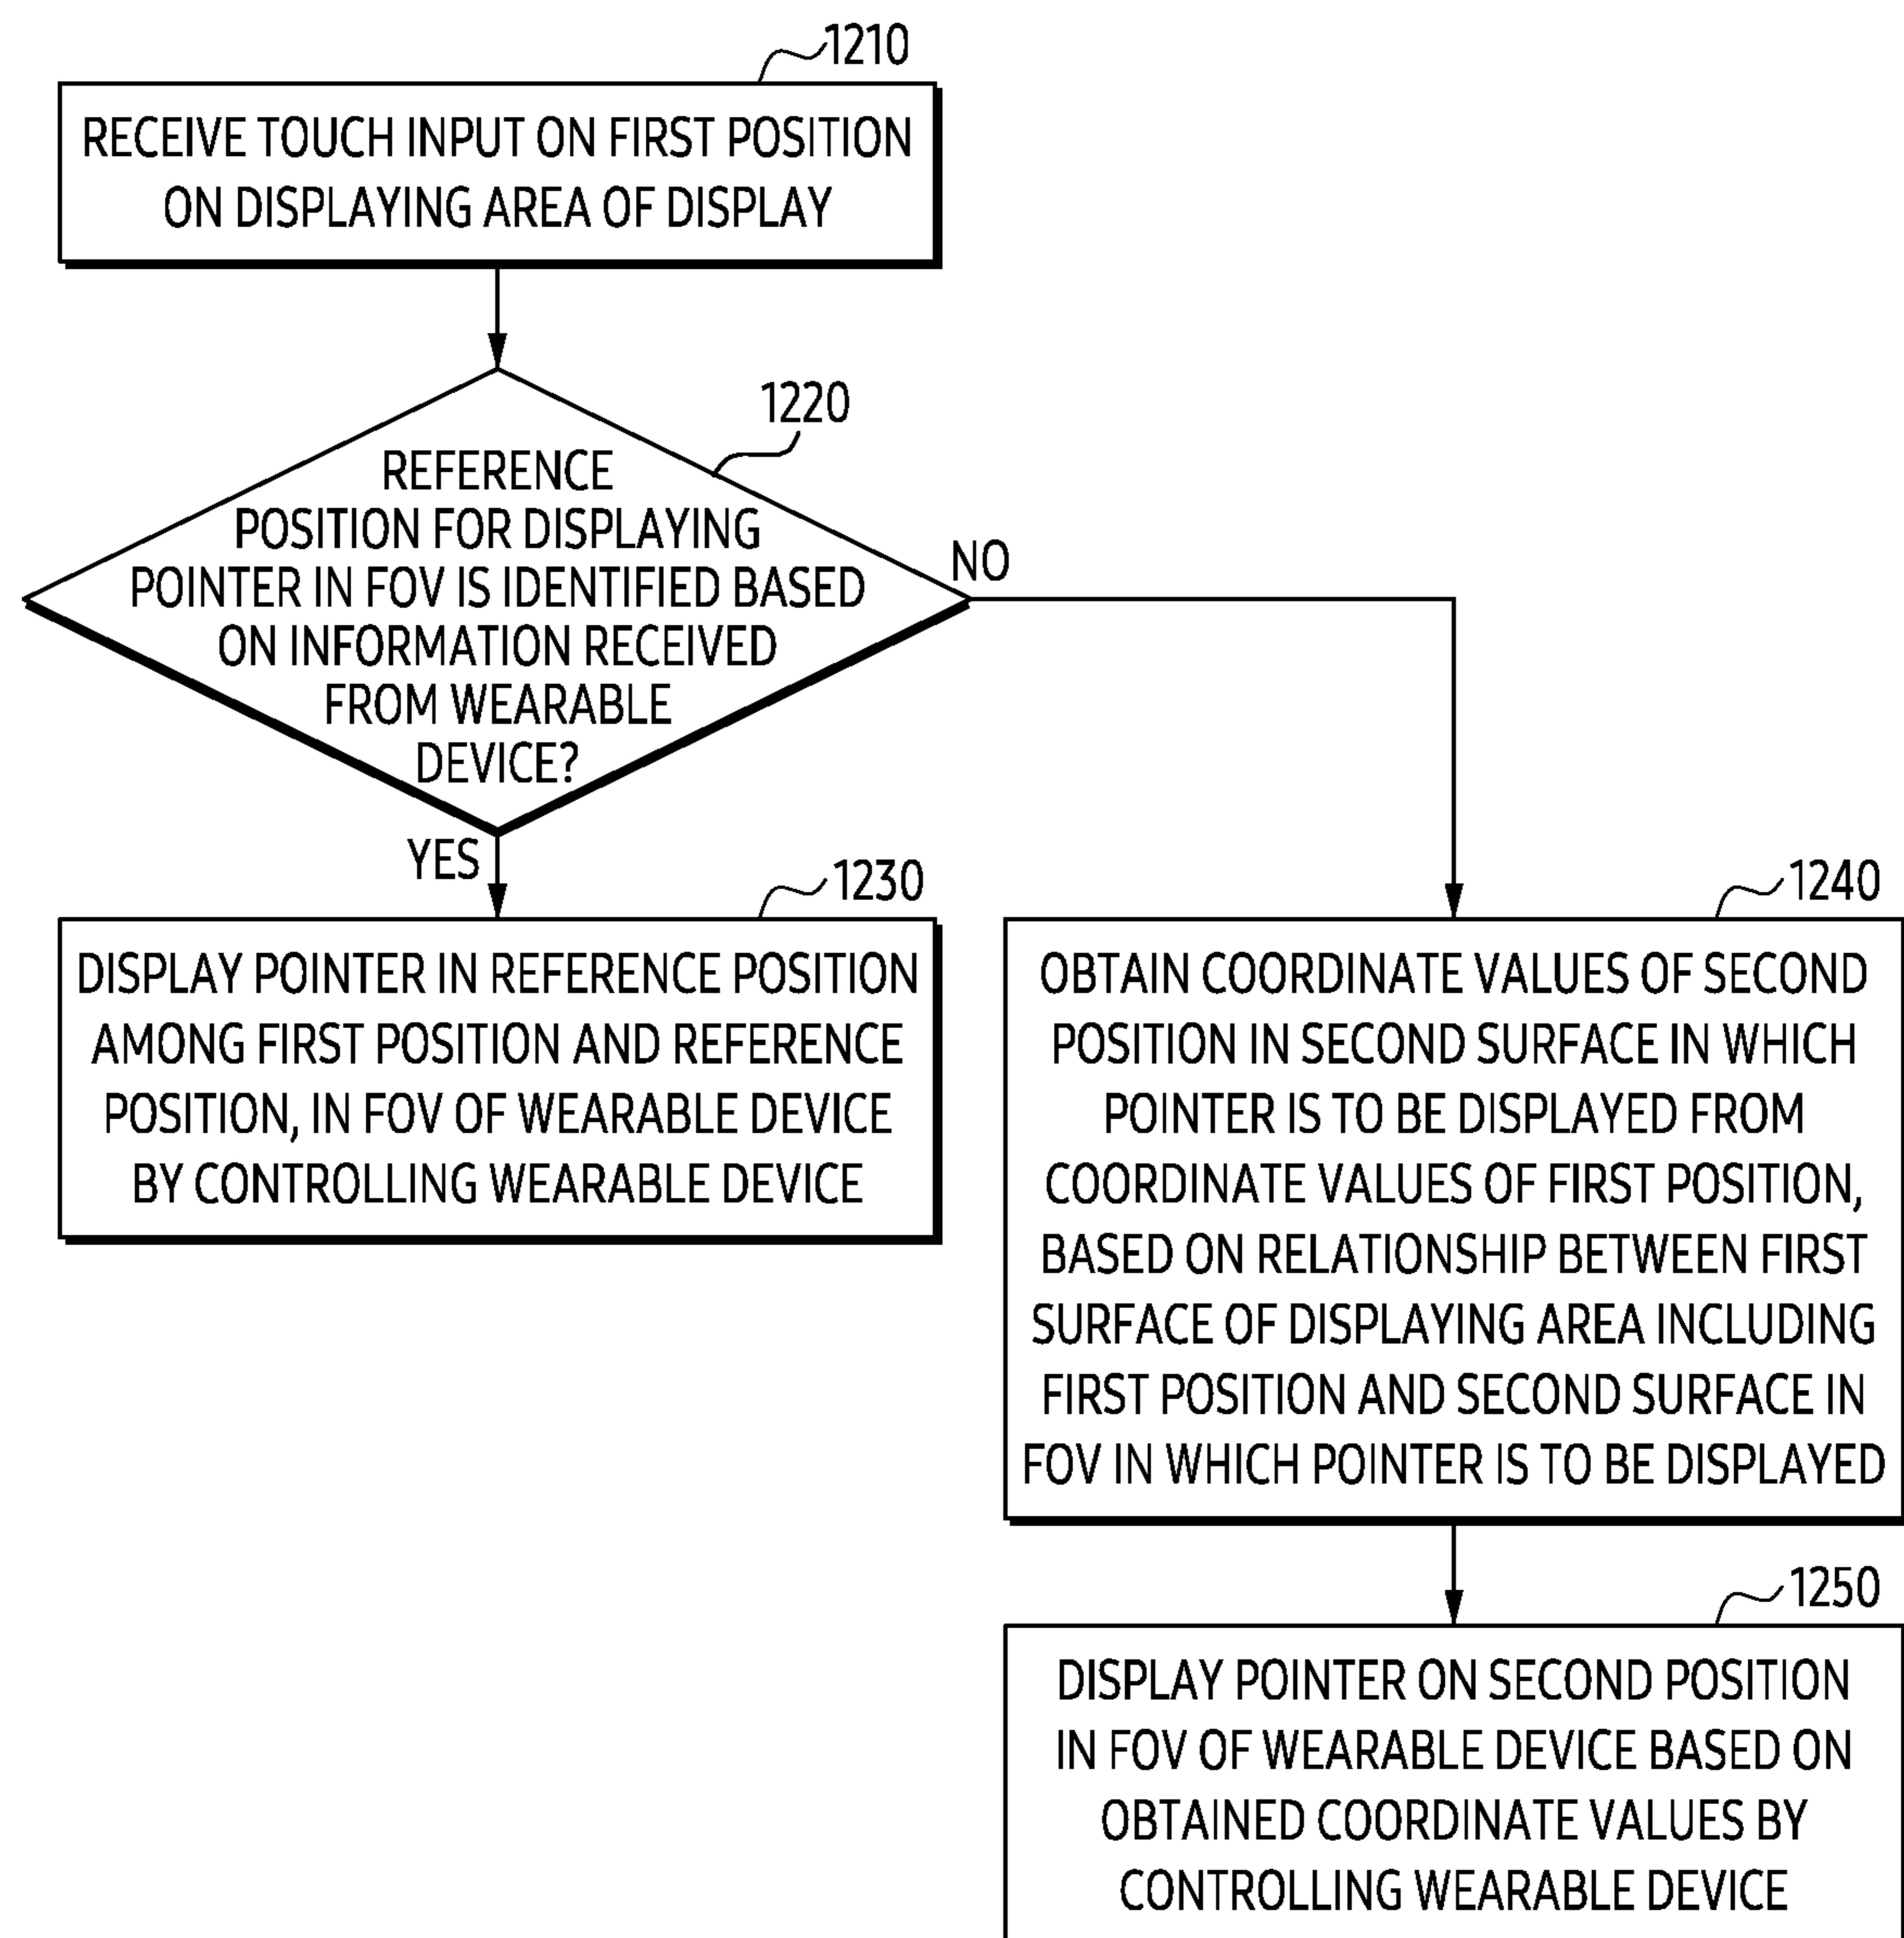 1210
RECEIVE TOUCH INPUT ON FIRST POSITION
ON DISPLAYING AREA OF DISPLAY
1220
REFERENCE
POSITION FOR DISPLAYING
POINTER IN FOV IS IDENTIFIED BASED
ON INFORMATION RECEIVED
FROM WEARABLE
DEVICE?
NO
YES
1230
DISPLAY POINTER IN REFERENCE POSITION
AMONG FIRST POSITION AND REFERENCE
POSITION, IN FOV OF WEARABLE DEVICE
BY CONTROLLING WEARABLE DEVICE
1240
OBTAIN COORDINATE VALUES OF SECOND
POSITION IN SECOND SURFACE IN WHICH
POINTER IS TO BE DISPLAYED FROM
COORDINATE VALUES OF FIRST POSITION,
BASED ON RELATIONSHIP BETWEEN FIRST
SURFACE OF DISPLAYING AREA INCLUDING
FIRST POSITION AND SECOND SURFACE IN
FOV IN WHICH POINTER IS TO BE DISPLAYED
1250
DISPLAY POINTER ON SECOND POSITION
IN FOV OF WEARABLE DEVICE BASED ON
OBTAINED COORDINATE VALUES BY
CONTROLLING WEARABLE DEVICE